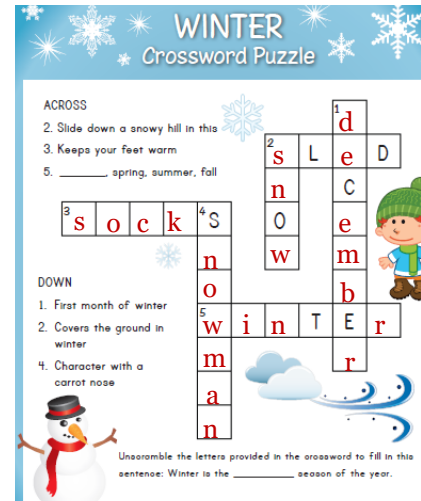 WINTER
Crossword Puzzle
ACROSS
2. Slide down a snowy hill in this
3. Keeps your feet warm
5. ________, spring, summer, fall
1
d
2 s L e D
n C
3 s o c k 4 S O e
n w m
o b
5 w i n T E r
m r
a
n
DOWN
1. First month of winter
2. Covers the ground in
winter
4. Character with a
carrot nose
Unscramble the letters provided in the crossword to fill in this
sentence: Winter is the __________ season of the year.